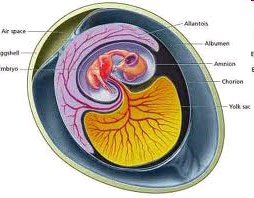 Air space
Eggshell
Embryo
Allantois
Albumen
Amnion
Chorion
Yolk sac